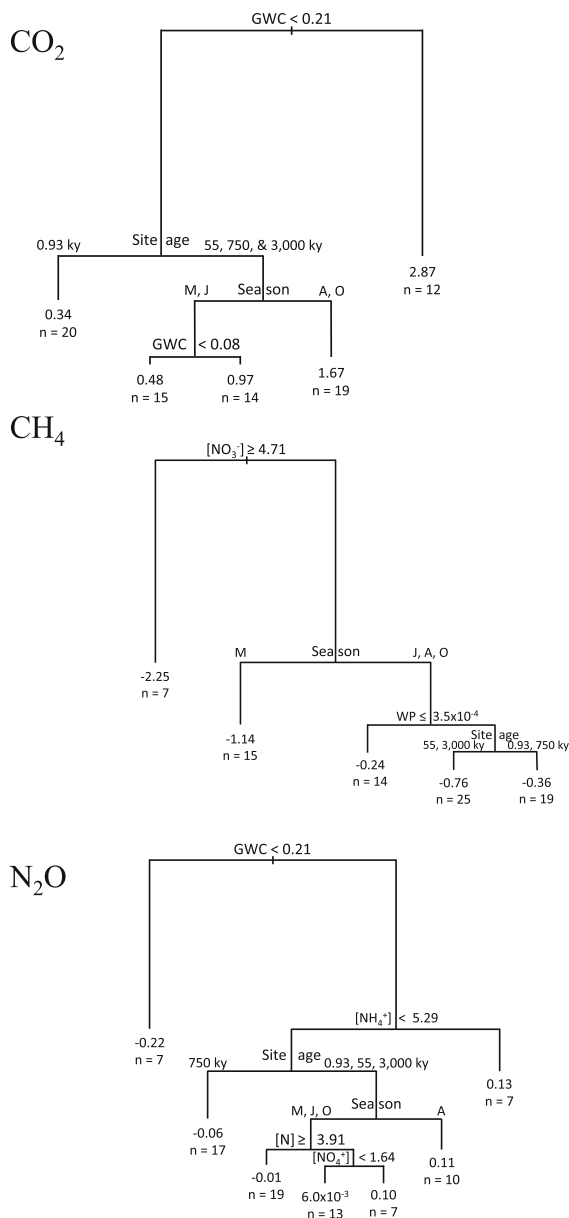 GWC < 0.21
CO₂
0.93 ky Site age 55, 750, & 3,000 ky
2.87
n = 12
M, J Season A, O
0.34
n = 20
GWC < 0.08
0.48 0.97 1.67
n = 15 n = 14 n = 19
CH₄
[NO₃⁻] ≥ 4.71
M Season J, A, O
-2.25
n = 7
WP ≤ 3.5x10⁻⁴
-1.14
n = 15
Site age
55, 3,000 ky 0.93, 750 ky
-0.24
n = 14
-0.76 -0.36
n = 25 n = 19
GWC < 0.21
N₂O
[NH₄⁺] < 5.29
-0.22
n = 7
750 ky Site age 0.93, 55, 3,000 ky
0.13
n = 7
M, J, O Season A
-0.06
n = 17
[N] ≥ 3.91
[NO₄⁺] < 1.64
0.11
n = 10
-0.01
n = 19
6.0x10⁻³ 0.10
n = 13 n = 7